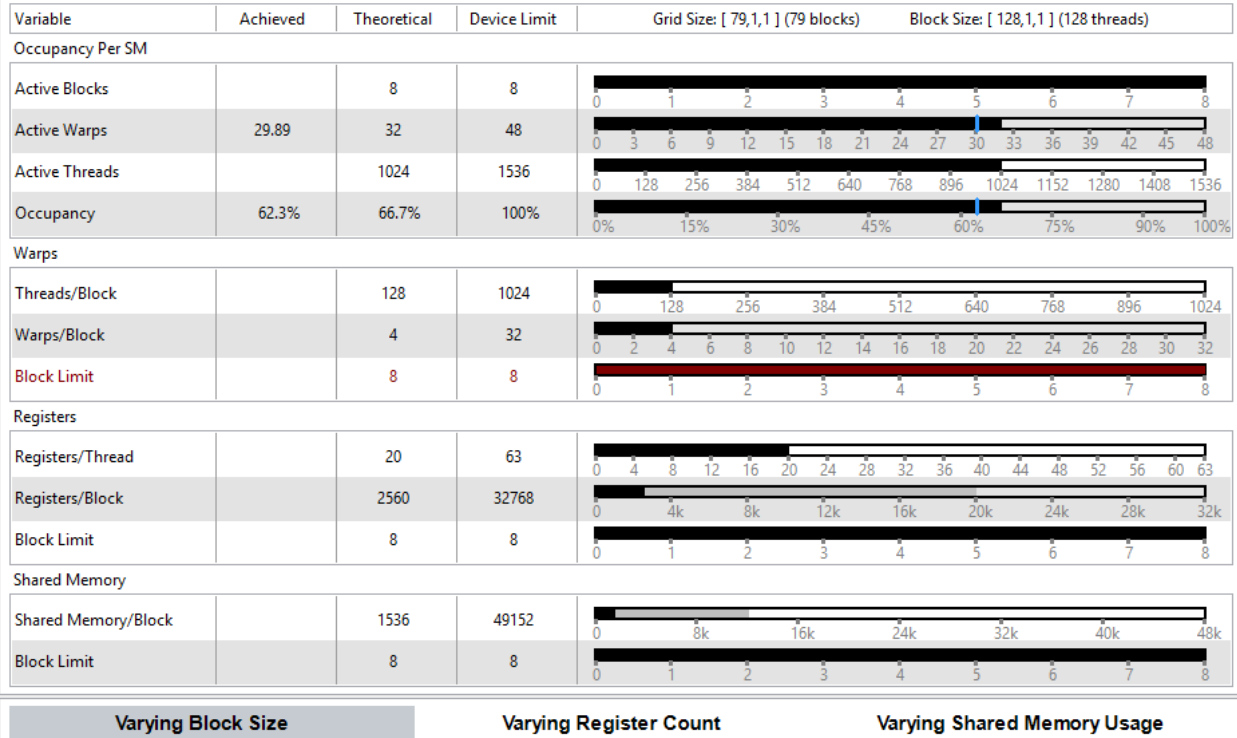 Variable Achieved Theoretical Device Limit Grid Size: [ 79,1,1 ] (79 blocks) Block Size: [ 128,1,1 ] (128 threads)
Occupancy Per SM
Active Blocks 8 8
0 1 2 3 4 5 6 7 8
Active Warps 29.89 32 48
0 3 6 9 12 15 18 21 24 27 30 33 36 39 42 45 48
Active Threads 1024 1536
0 128 256 384 512 640 768 896 1024 1152 1280 1408 1536
Occupancy 62.3% 66.7% 100%
0% 15% 30% 45% 60% 75% 90% 100%
Warps
Threads/Block 128 1024
0 128 256 384 512 640 768 896 1024
Warps/Block 4 32
0 2 4 6 8 10 12 14 16 18 20 22 24 26 28 30 32
Block Limit 8 8
0 1 2 3 4 5 6 7 8
Registers
Registers/Thread 20 63
0 4 8 12 16 20 24 28 32 36 40 44 48 52 56 60 63
Registers/Block 2560 32768
0 4k 8k 12k 16k 20k 24k 28k 32k
Block Limit 8 8
0 1 2 3 4 5 6 7 8
Shared Memory
Shared Memory/Block 1536 49152
0 8k 16k 24k 32k 40k 48k
Block Limit 8 8
0 1 2 3 4 5 6 7 8
Varying Block Size Varying Register Count Varying Shared Memory Usage